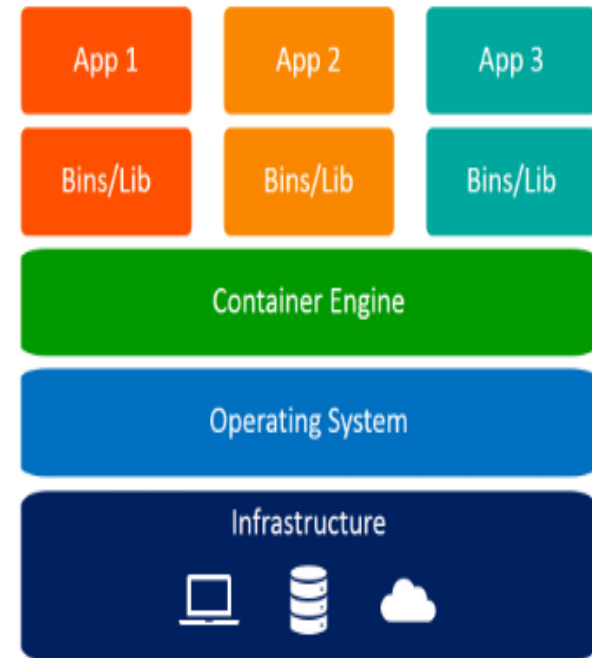 App 1 App 2 App 3
Bins/Lib Bins/Lib Bins/Lib
Container Engine
Operating System
Infrastructure